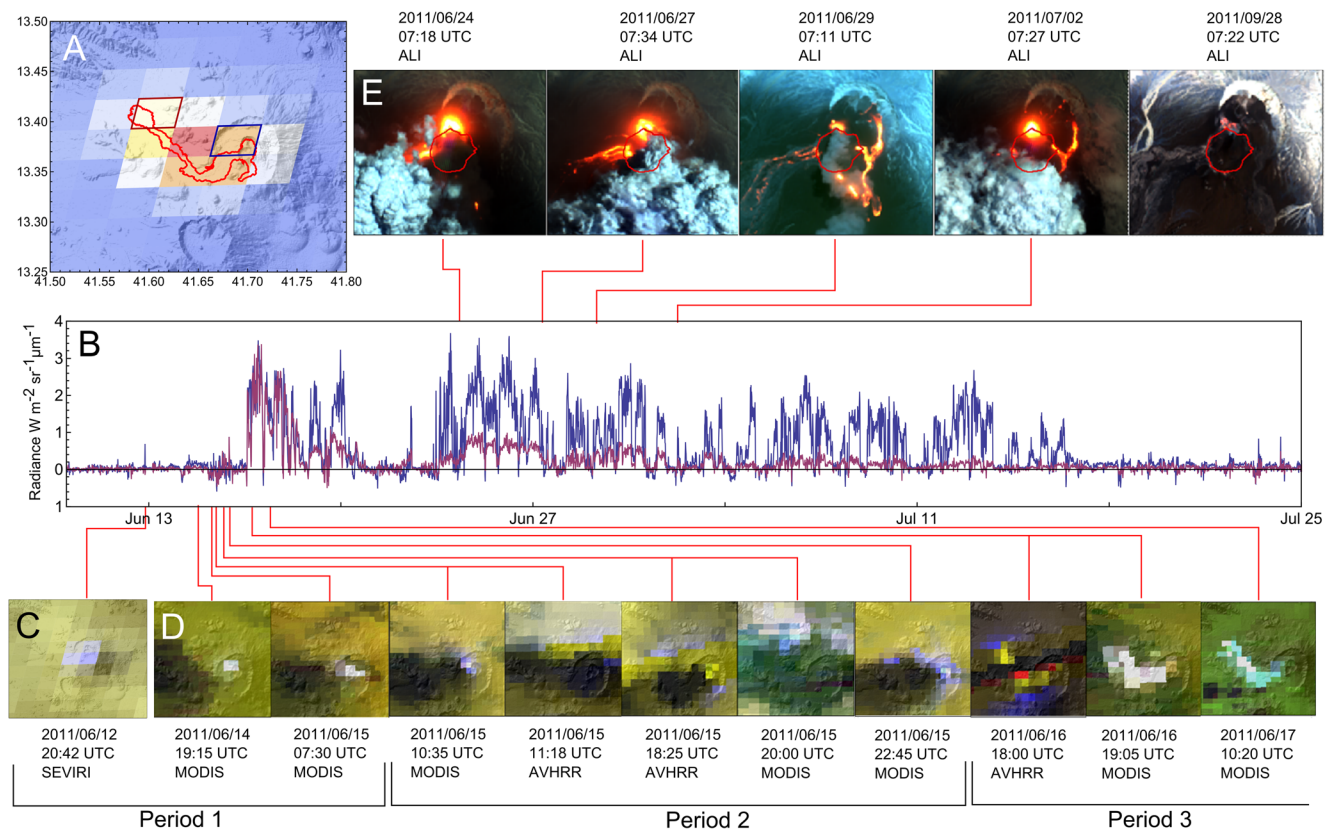 2011/06/24
07:18 UTC
ALI
2011/06/27
07:34 UTC
ALI
2011/06/29
07:11 UTC
ALI
2011/07/02
07:27 UTC
ALI
2011/09/28
07:22 UTC
ALI
A
13.50
13.45
13.40
13.35
13.30
13.25
41.50
41.60
41.65
41.70
41.75
41.80
E
B
Radiance W m-2 sr-1 µm-1
4
3
2
1
0
1
Jun 13
Jun 27
Jul 11
Jul 25
C
D
2011/06/12
20:42 UTC
SEVIRI
2011/06/14
19:15 UTC
MODIS
2011/06/15
07:30 UTC
MODIS
2011/06/15
10:35 UTC
MODIS
2011/06/15
11:18 UTC
AVHRR
2011/06/15
18:25 UTC
AVHRR
2011/06/15
20:00 UTC
MODIS
2011/06/15
22:45 UTC
MODIS
2011/06/16
18:00 UTC
AVHRR
2011/06/16
19:05 UTC
MODIS
2011/06/17
10:20 UTC
MODIS
Period 1
Period 2
Period 3